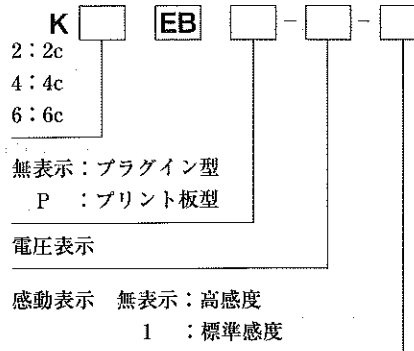 K EB - -
2：2c
4：4c
6：6c
無表示：プラグイン型
P ：プリント板型
電圧表示
感動表示 無表示：高感度
1 ：標準感度